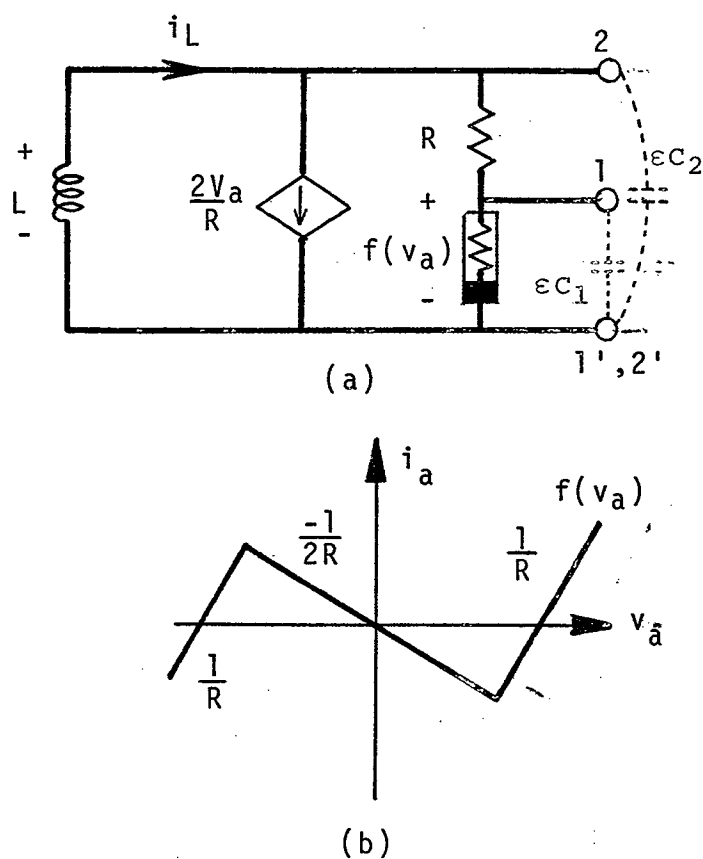 i_L
2
R
εC_2
+
2V_a/R
1
L
+
f(v_a)
-
-
εC_1
1',2'
(a)
i_a
f(v_a)
-1/2R
1/R
v_a
1/R
(b)